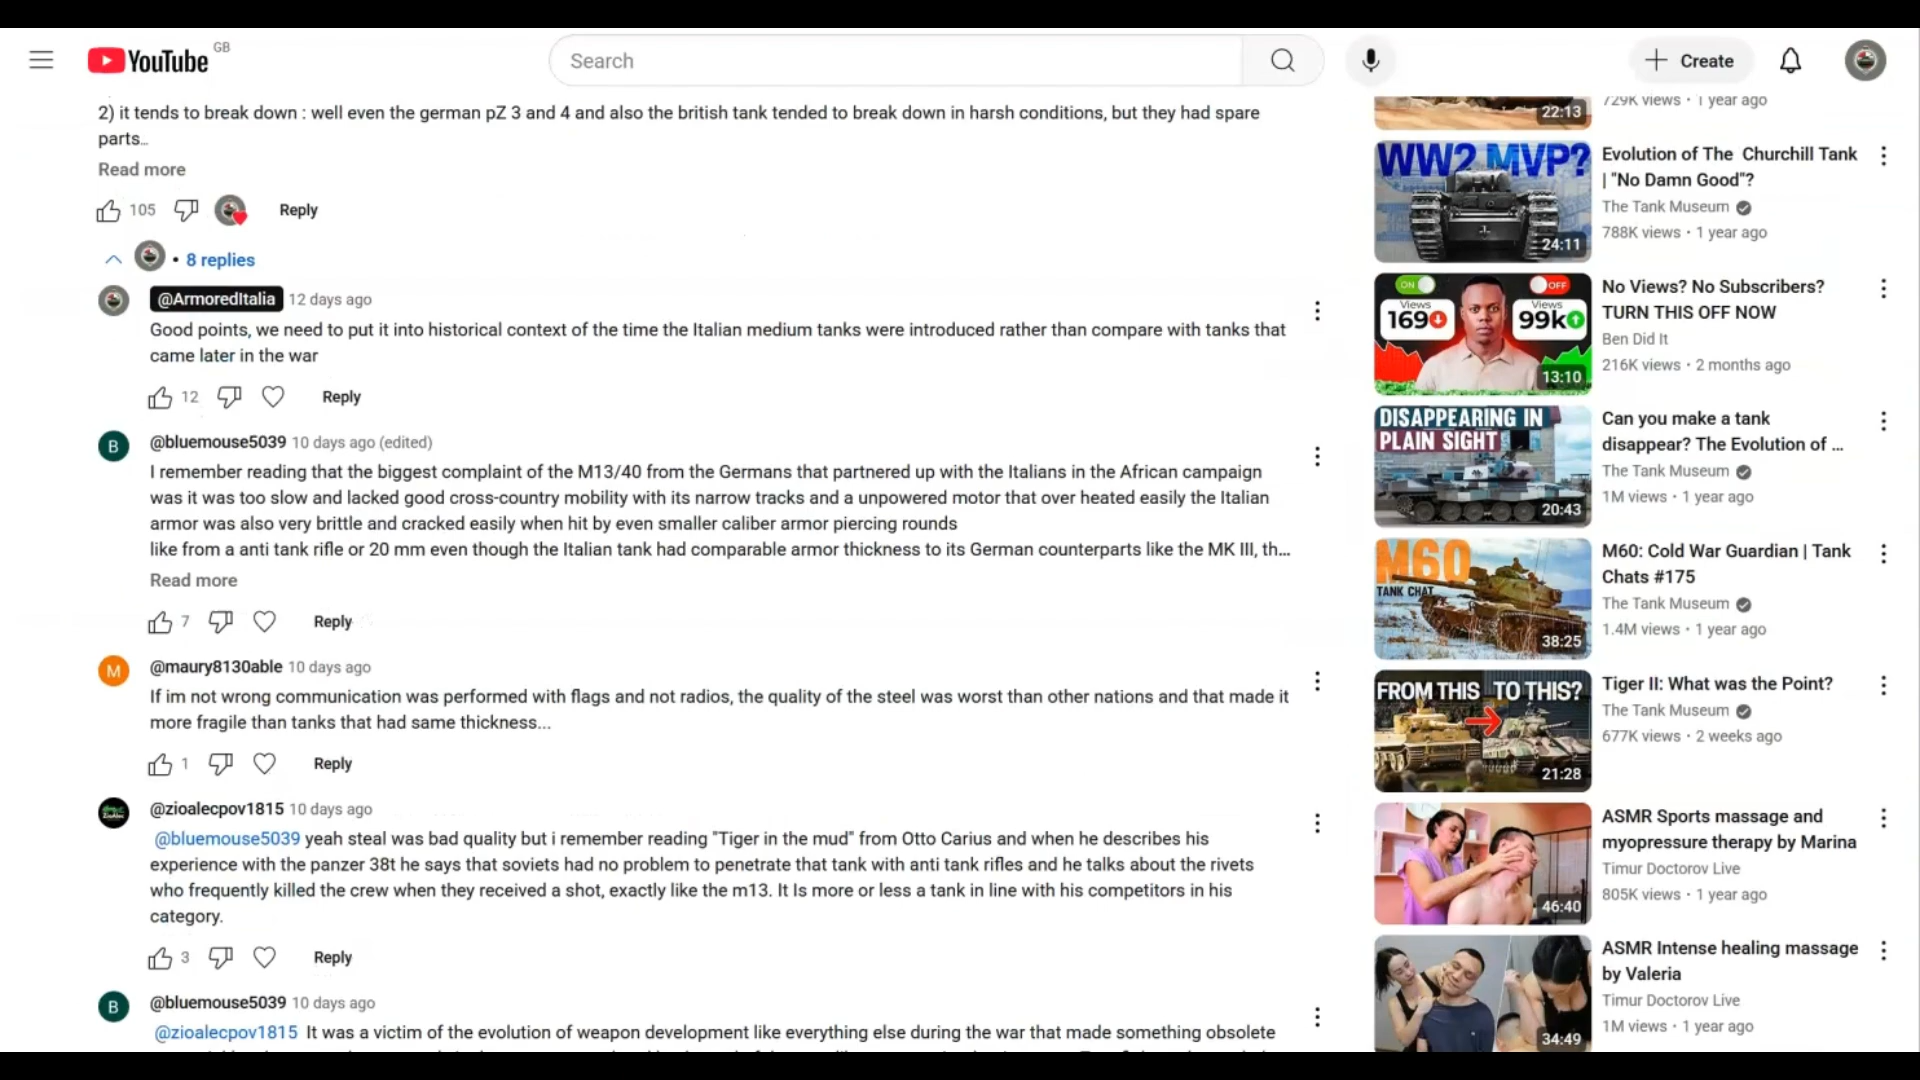 YouTube GB
Search
Create
2) it tends to break down : well even the german pZ 3 and 4 and also the british tank tended to break down in harsh conditions, but they had spare
parts…
Read more
105
Reply
• 8 replies
@ArmoredItalia 12 days ago
Good points, we need to put it into historical context of the time the Italian medium tanks were introduced rather than compare with tanks that
came later in the war
12
Reply
B
@bluemouse5039 10 days ago (edited)
I remember reading that the biggest complaint of the M13/40 from the Germans that partnered up with the Italians in the African campaign
was it was too slow and lacked good cross-country mobility with its narrow tracks and a unpowered motor that over heated easily the Italian
armor was also very brittle and cracked easily when hit by even smaller caliber armor piercing rounds
like from a anti tank rifle or 20 mm even though the Italian tank had comparable armor thickness to its German counterparts like the MK III, th...
Read more
7
Reply
M
@maury8130able 10 days ago
If im not wrong communication was performed with flags and not radios, the quality of the steel was worst than other nations and that made it
more fragile than tanks that had same thickness...
1
Reply
@zioalecpov1815 10 days ago
@bluemouse5039 yeah steal was bad quality but i remember reading "Tiger in the mud" from Otto Carius and when he describes his
experience with the panzer 38t he says that soviets had no problem to penetrate that tank with anti tank rifles and he talks about the rivets
who frequently killed the crew when they received a shot, exactly like the m13. It Is more or less a tank in line with his competitors in his
category.
3
Reply
B
@bluemouse5039 10 days ago
@zioalecpov1815 It was a victim of the evolution of weapon development like everything else during the war that made something obsolete
22:13
729K views • 1 year ago
WW2 MVP?
24:11
Evolution of The Churchill Tank
| "No Damn Good"?
The Tank Museum
788K views • 1 year ago
ON
OFF
Views
169
Views
99k
13:10
No Views? No Subscribers?
TURN THIS OFF NOW
Ben Did It
216K views • 2 months ago
DISAPPEARING IN
PLAIN SIGHT
20:43
Can you make a tank
disappear? The Evolution of ...
The Tank Museum
1M views • 1 year ago
M60
TANK CHAT
38:25
M60: Cold War Guardian | Tank
Chats #175
The Tank Museum
1.4M views • 1 year ago
FROM THIS TO THIS?
21:28
Tiger II: What was the Point?
The Tank Museum
677K views • 2 weeks ago
46:40
ASMR Sports massage and
myopressure therapy by Marina
Timur Doctorov Live
805K views • 1 year ago
34:49
ASMR Intense healing massage
by Valeria
Timur Doctorov Live
1M views • 1 year ago